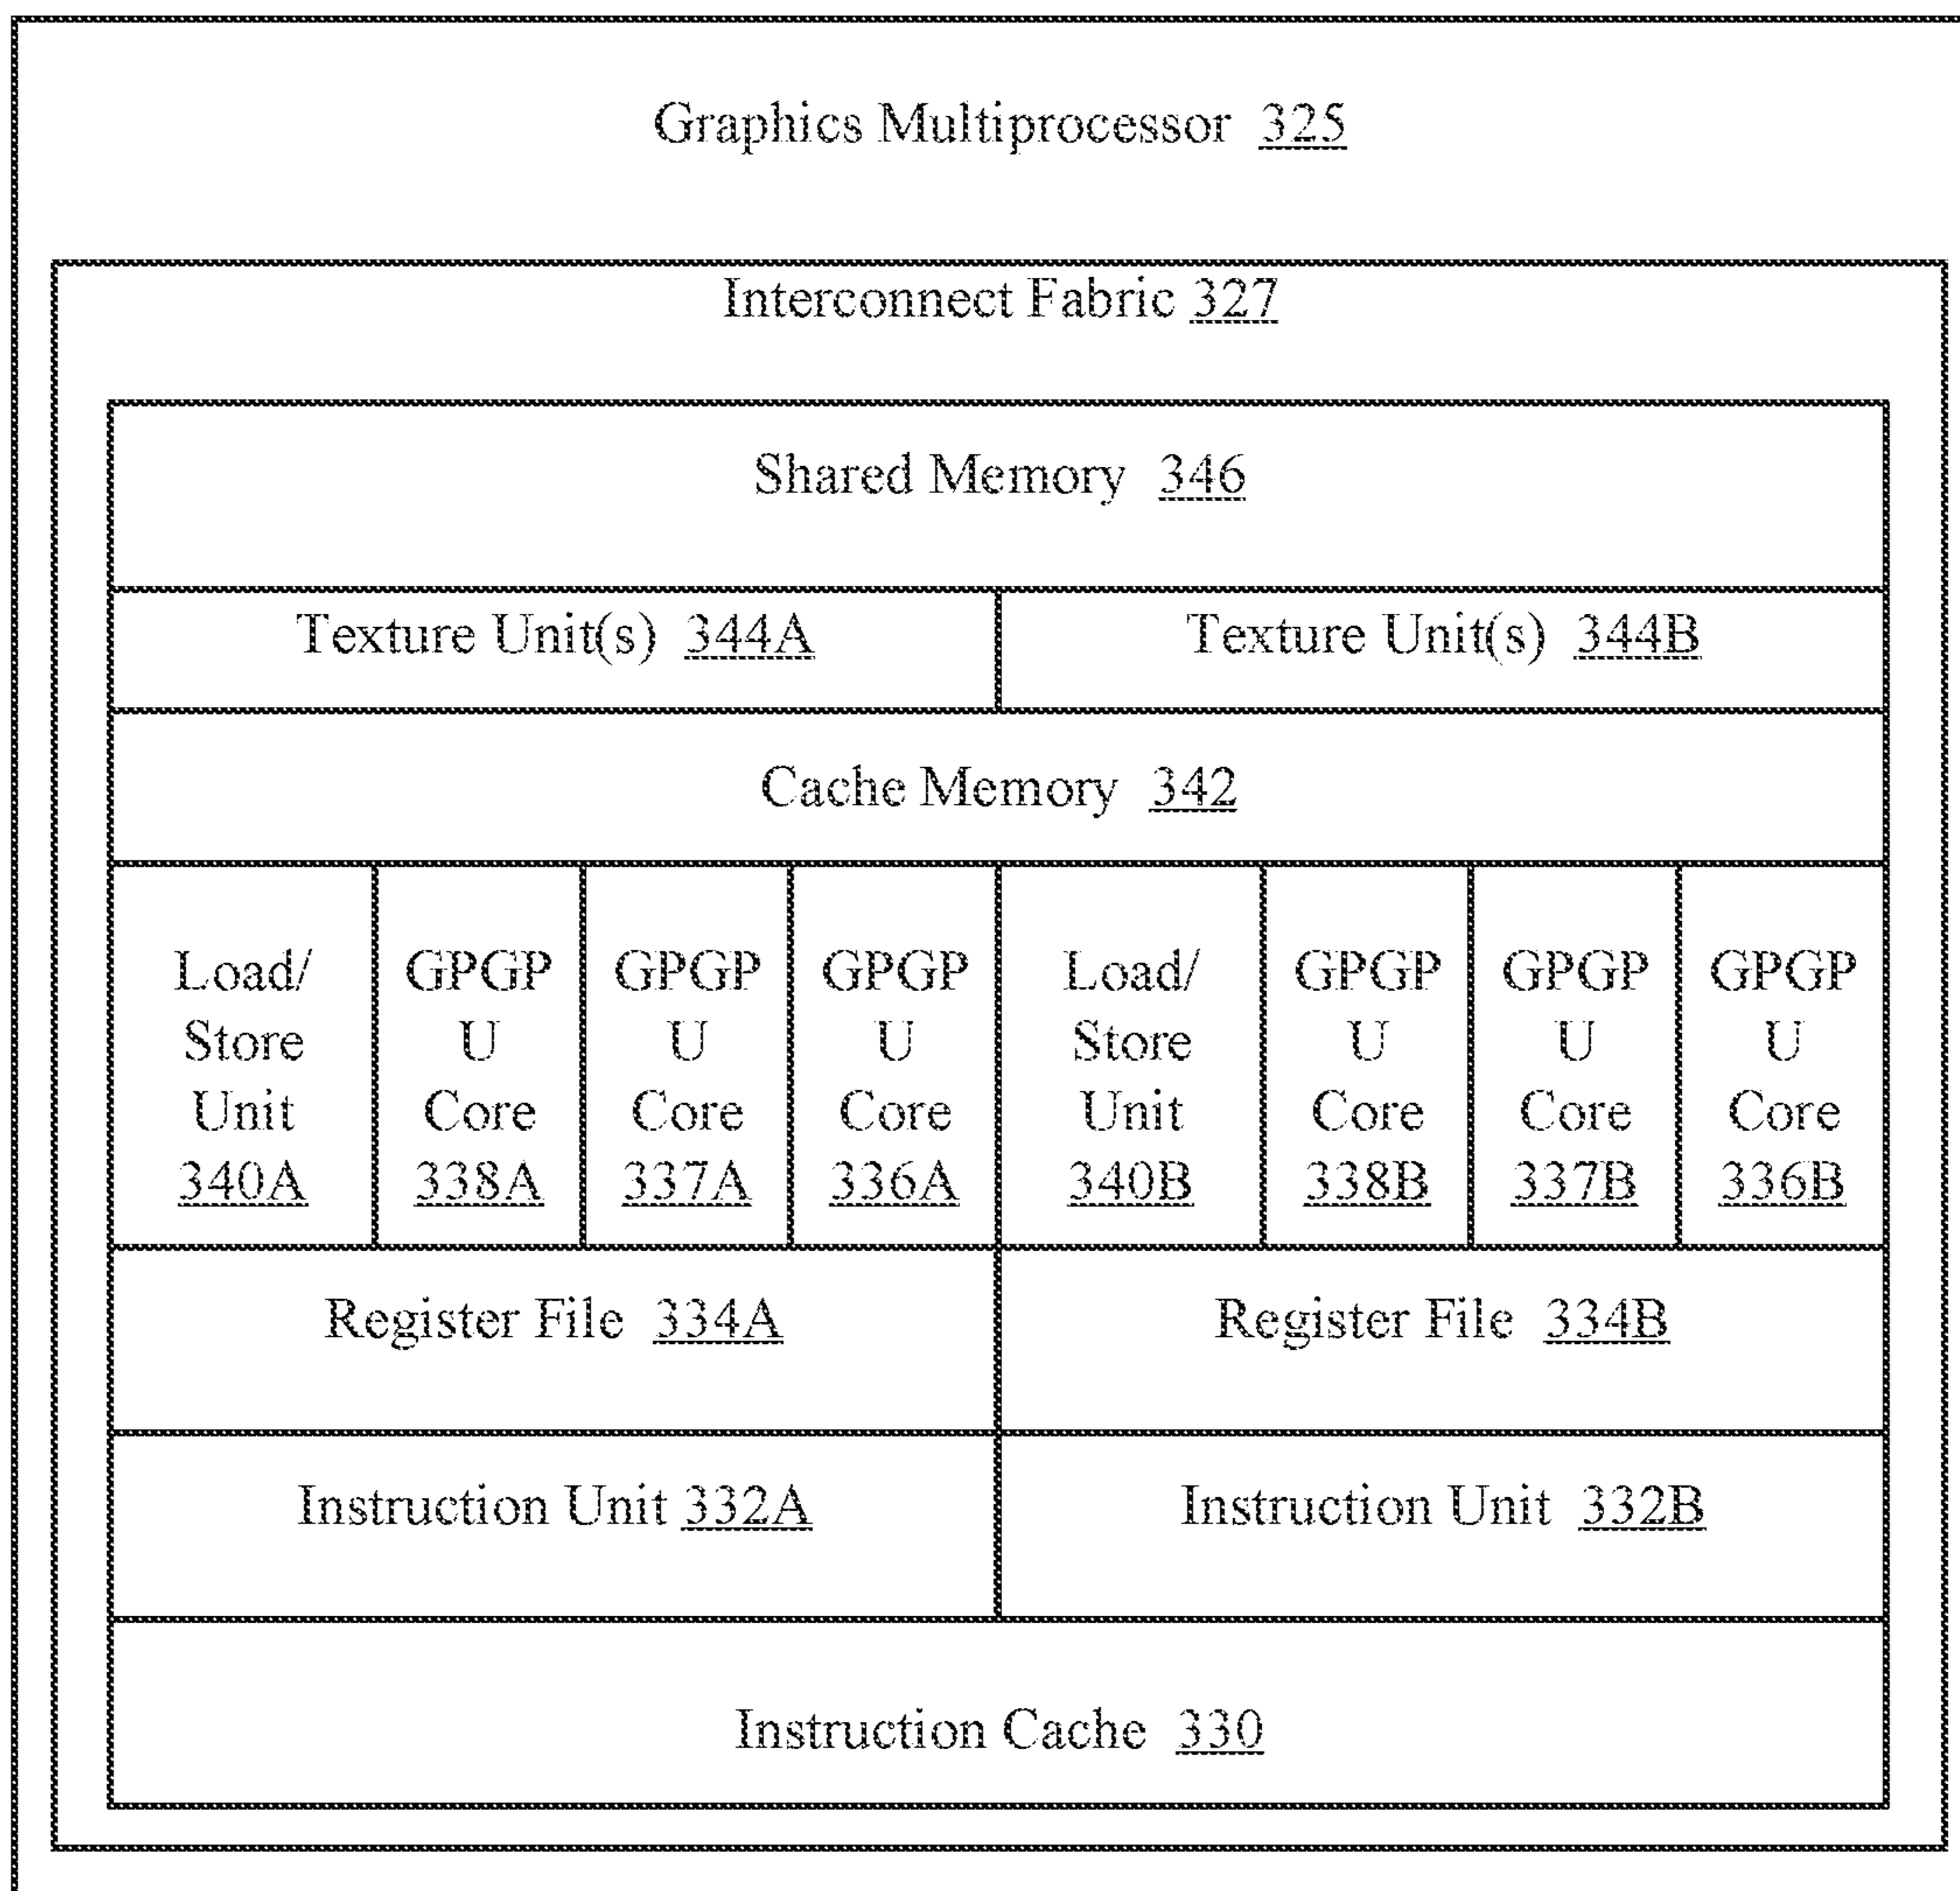 Graphics Multiprocessor 325
Interconnect Fabric 327
Shared Memory 346
Texture Unit(s) 344A
Texture Unit(s) 344B
Cache Memory 342
Load/
Store
Unit
340A
GPGP
U
Core
338A
GPGP
U
Core
337A
GPGP
U
Core
336A
Load/
Store
Unit
340B
GPGP
U
Core
338B
GPGP
U
Core
337B
GPGP
U
Core
336B
Register File 334A
Register File 334B
Instruction Unit 332A
Instruction Unit 332B
Instruction Cache 330